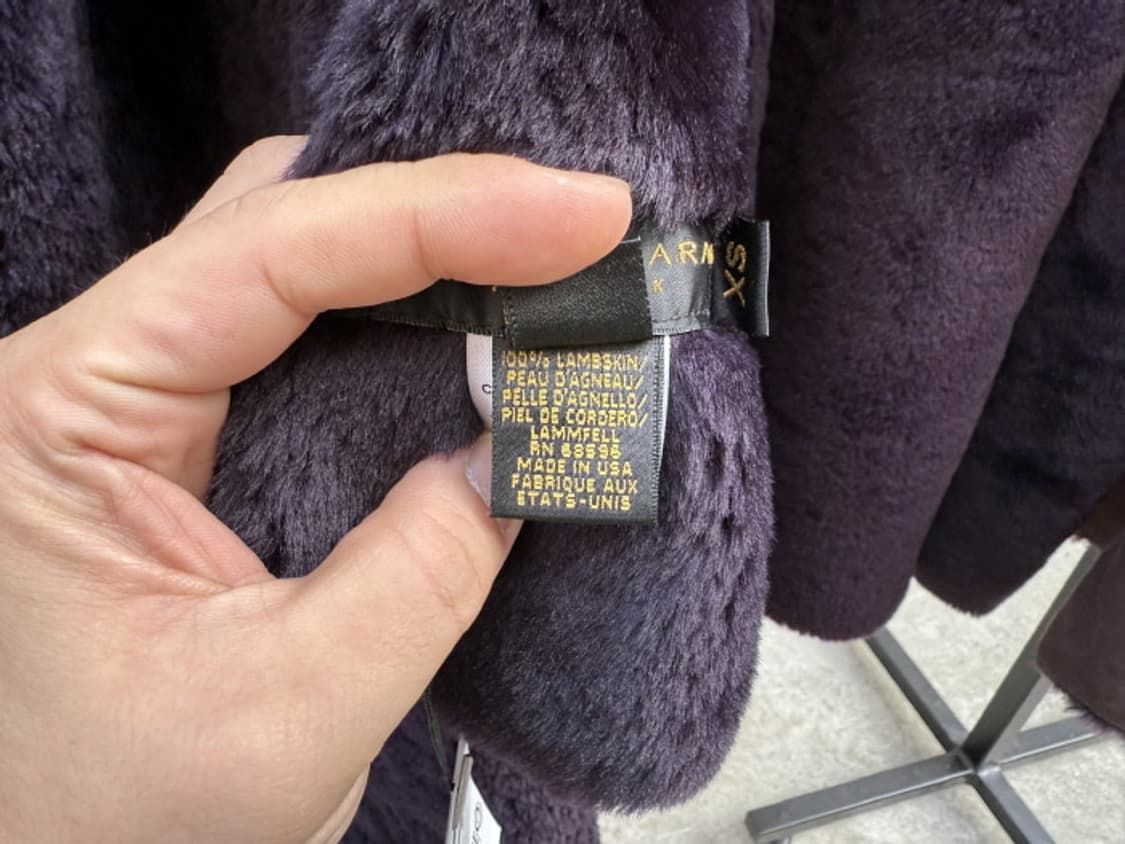 ARM
K
XS
100% LAMBSKIN/
PEAU D'AGNEAU/
PELLE D'AGNELLO/
PIEL DE CORDERO/
LAMMFELL
RN 68596
MADE IN USA
FABRIQUE AUX
ETATS-UNIS